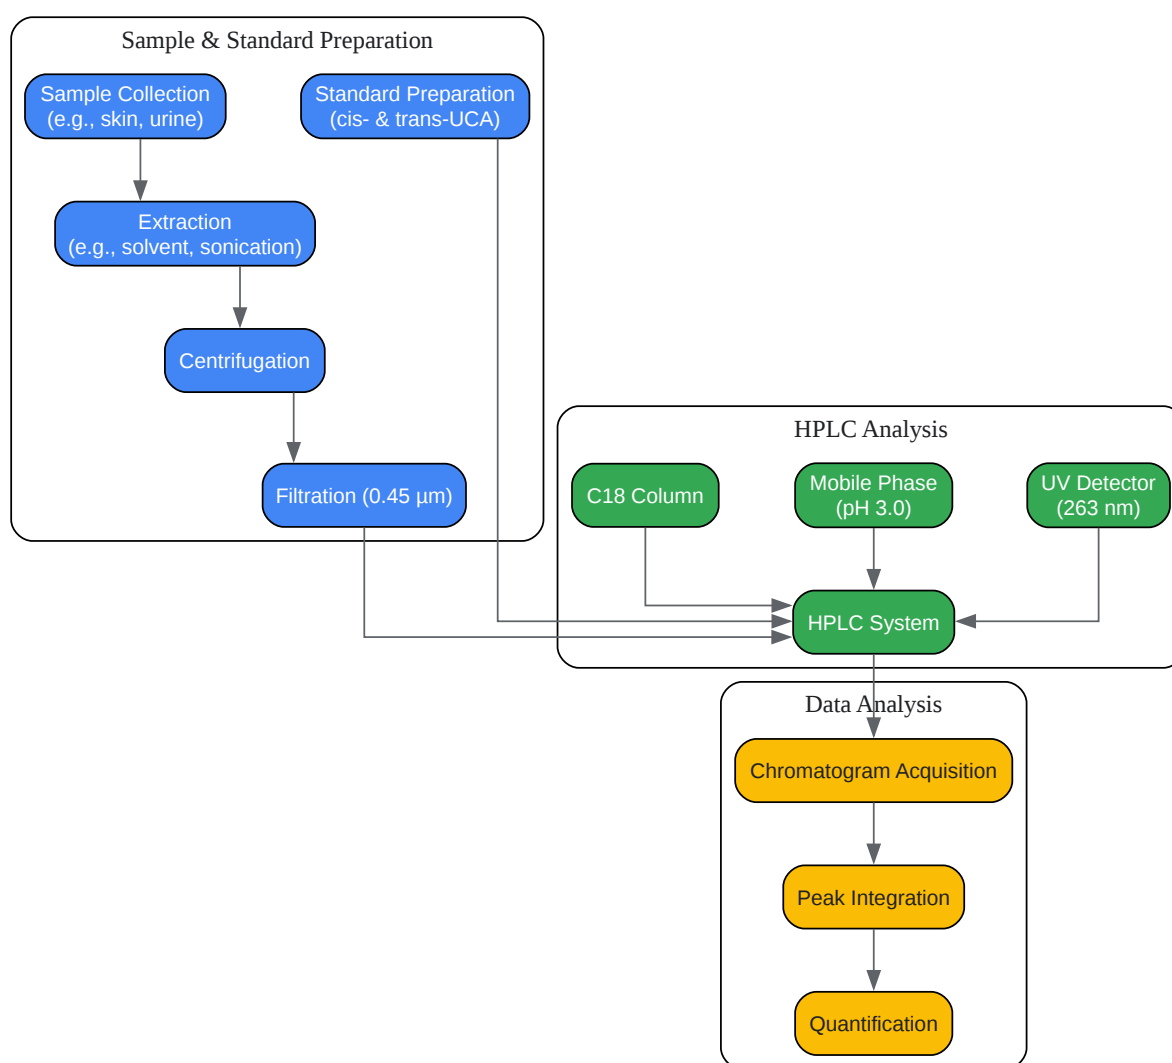 Sample & Standard Preparation
Sample Collection
(e.g., skin, urine)
Standard Preparation
(cis- & trans-UCA)
Extraction
(e.g., solvent, sonication)
Centrifugation
Filtration (0.45 µm)
HPLC Analysis
C18 Column
Mobile Phase
(pH 3.0)
UV Detector
(263 nm)
HPLC System
Data Analysis
Chromatogram Acquisition
Peak Integration
Quantification